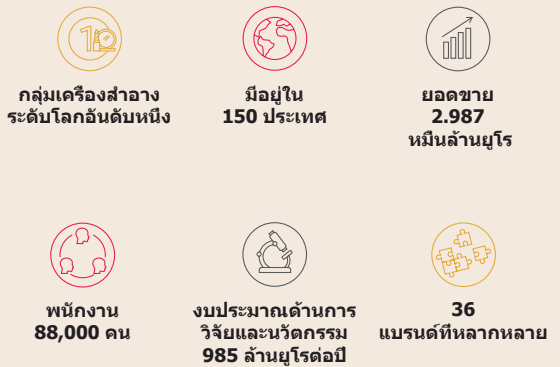 กลุ่มเครื่องสำอาง
ระดับโลกอันดับหนึ่ง
มีอยู่ใน
150 ประเทศ
ยอดขาย
2.987
หมื่นล้านยูโร
พนักงาน
88,000 คน
งบประมาณด้านการ
วิจัยและนวัตกรรม
985 ล้านยูโรต่อปี
36
แบรนด์ที่หลากหลาย